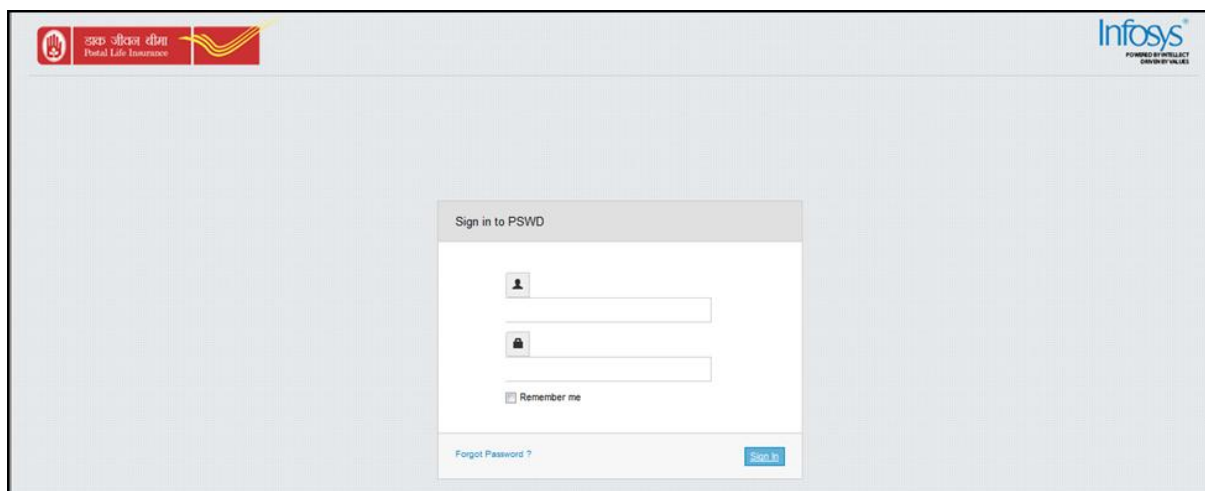 डाक जीवन बीमा
Postal Life Insurance
Infosys®
POWERED BY INTELLECT
DRIVEN BY VALUES
Sign in to PSWD
Remember me
Forgot Password ?
Sign In